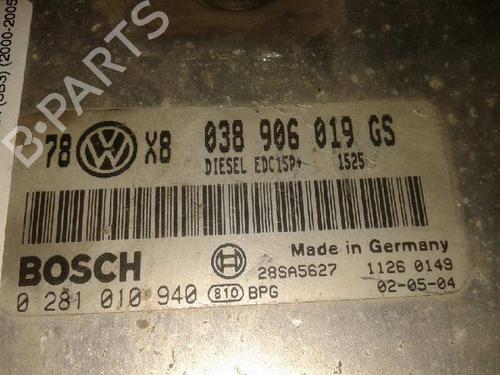 (3B3) (2000-2005
B-PARTS
78 X8 038 906 019 GS
DIESEL EDC15P+ 1525
Made in Germany
BOSCH 28SA5627 1126 0149
0 281 010 940 810 BPG 02-05-04